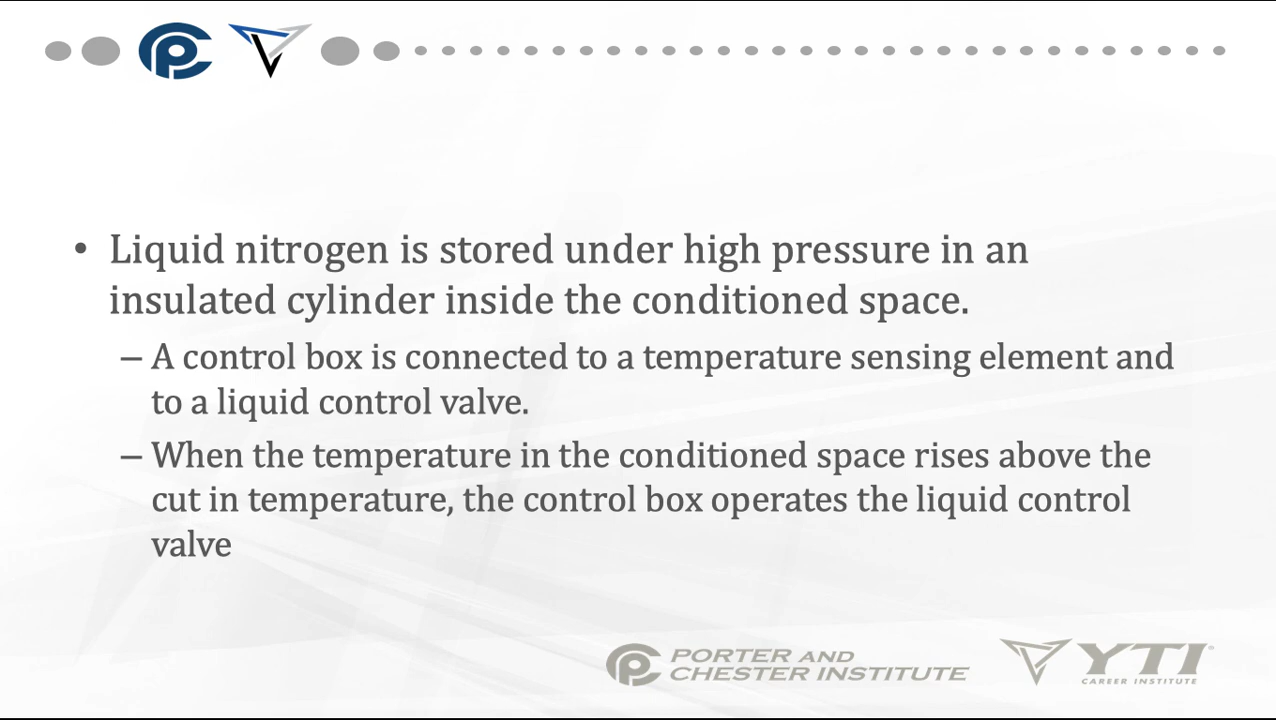 • Liquid nitrogen is stored under high pressure in an
insulated cylinder inside the conditioned space.
– A control box is connected to a temperature sensing element and
to a liquid control valve.
– When the temperature in the conditioned space rises above the
cut in temperature, the control box operates the liquid control
valve
PORTER AND
CHESTER INSTITUTE
YTI
CAREER INSTITUTE